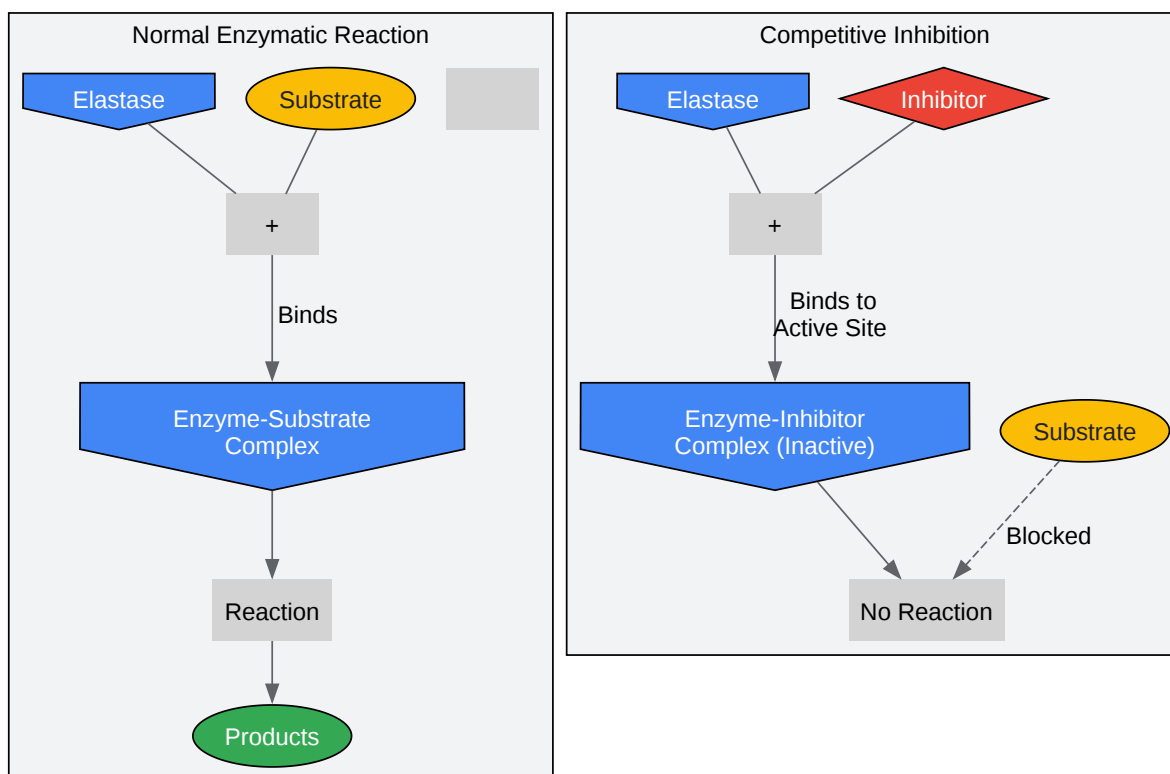 Normal Enzymatic Reaction
Elastase
Substrate
+
Binds
Enzyme-Substrate
Complex
Reaction
Products
Competitive Inhibition
Elastase
Inhibitor
+
Binds to
Active Site
Enzyme-Inhibitor
Complex (Inactive)
Substrate
Blocked
No Reaction